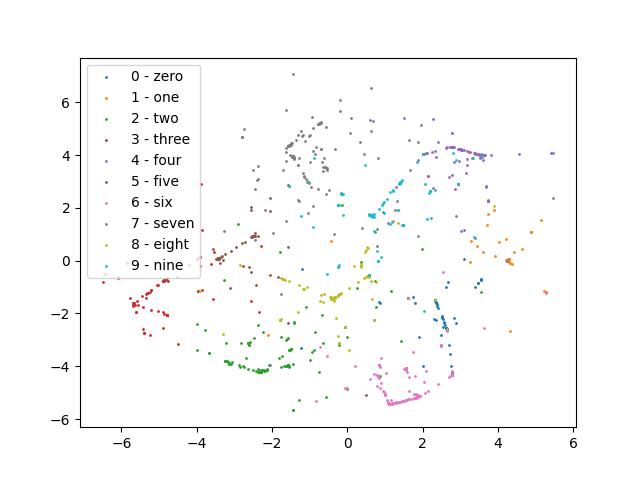 0 - zero
1 - one
2 - two
3 - three
4 - four
5 - five
6 - six
7 - seven
8 - eight
9 - nine
6
4
2
0
−2
−4
−6
−6
−4
−2
0
2
4
6